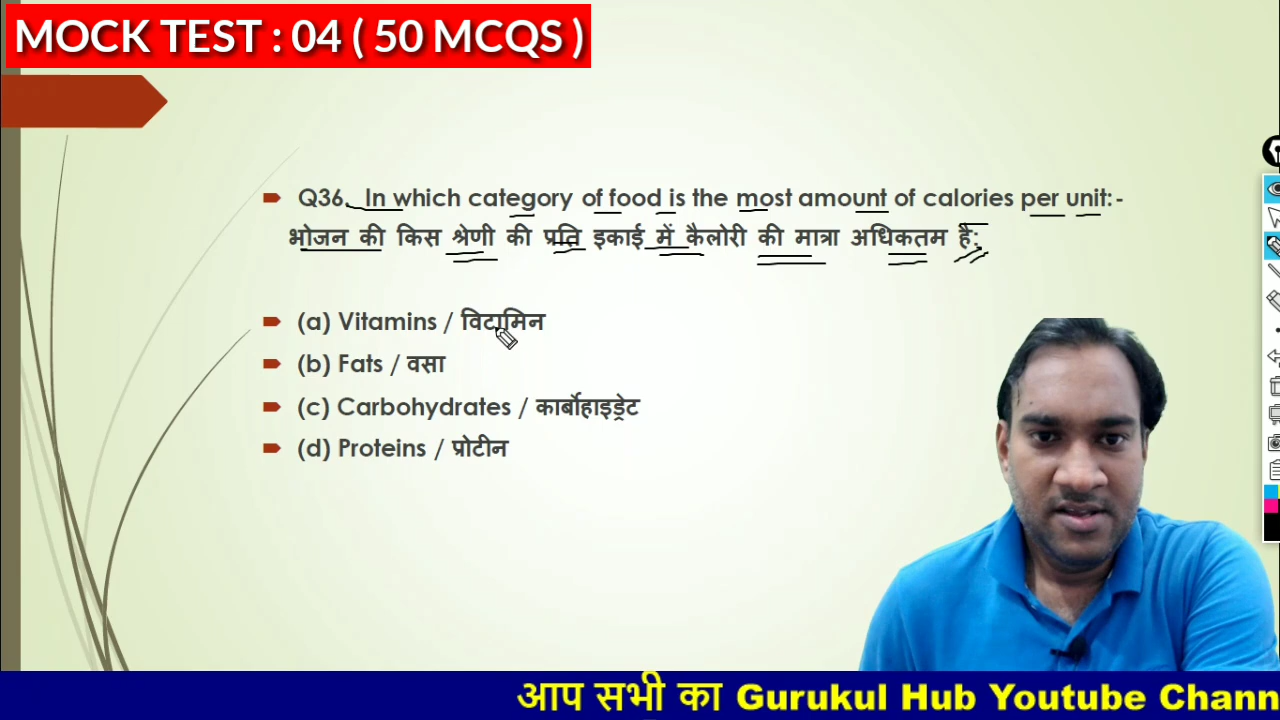 MOCK TEST : 04 ( 50 MCQS )
Q36. In which category of food is the most amount of calories per unit:-
भोजन की किस श्रेणी की प्रति इकाई में कैलोरी की मात्रा अधिकतम है:
(a) Vitamins / विटामिन
(b) Fats / वसा
(c) Carbohydrates / कार्बोहाइड्रेट
(d) Proteins / प्रोटीन
आप सभी का Gurukul Hub Youtube Chann